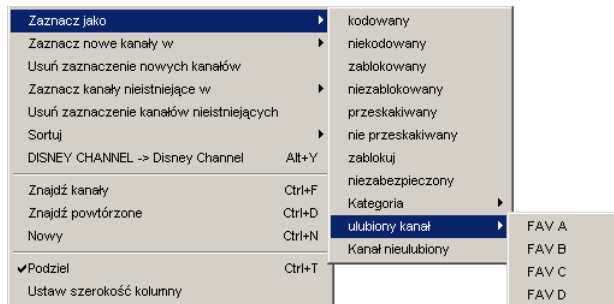 Zaznacz jako
Zaznacz nowe kanały w
Usuń zaznaczenie nowych kanałów
Zaznacz kanały nieistniejące w
Usuń zaznaczenie kanałów nieistniejących
Sortuj
DISNEY CHANNEL -> Disney Channel Alt+Y
Znajdź kanały Ctrl+F
Znajdź powtórzone Ctrl+D
Nowy Ctrl+N
✔Podziel Ctrl+T
Ustaw szerokość kolumny
kodowany
niekodowany
zablokowany
niezablokowany
przeskakiwany
nie przeskakiwany
zablokuj
niezabezpieczony
Kategoria
ulubiony kanał
Kanał nieulubiony
FAV A
FAV B
FAV C
FAV D